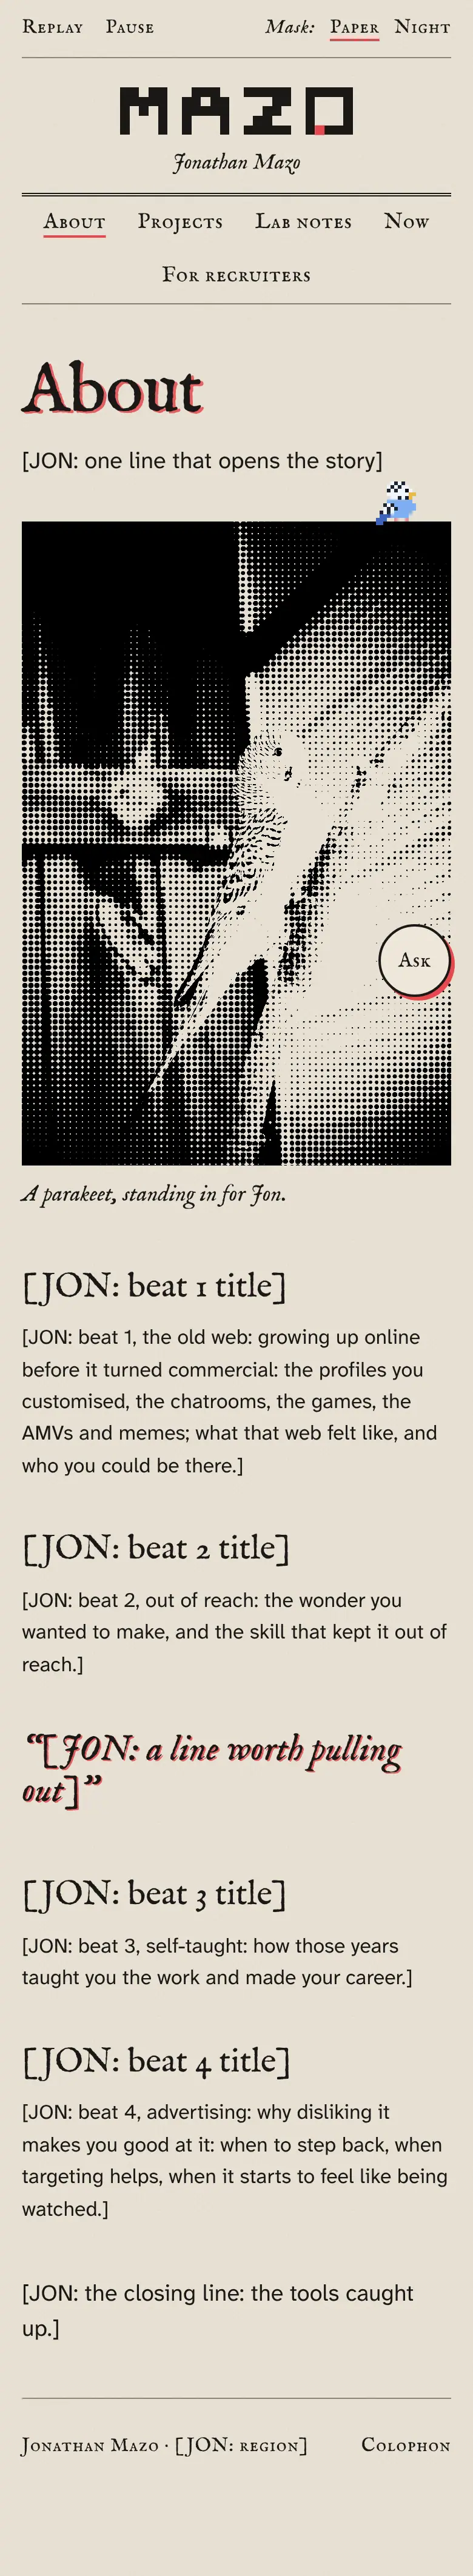 Replay Pause Mask: Paper Night
MAZO
Jonathan Mazo
About Projects Lab notes Now
For recruiters
About
[JON: one line that opens the story]
Ask
A parakeet, standing in for Jon.
[JON: beat 1 title]
[JON: beat 1, the old web: growing up online
before it turned commercial: the profiles you
customised, the chatrooms, the games, the
AMVs and memes; what that web felt like, and
who you could be there.]
[JON: beat 2 title]
[JON: beat 2, out of reach: the wonder you
wanted to make, and the skill that kept it out of
reach.]
“[JON: a line worth pulling
out]”
[JON: beat 3 title]
[JON: beat 3, self-taught: how those years
taught you the work and made your career.]
[JON: beat 4 title]
[JON: beat 4, advertising: why disliking it
makes you good at it: when to step back, when
targeting helps, when it starts to feel like being
watched.]
[JON: the closing line: the tools caught
up.]
Jonathan Mazo · [JON: region] Colophon